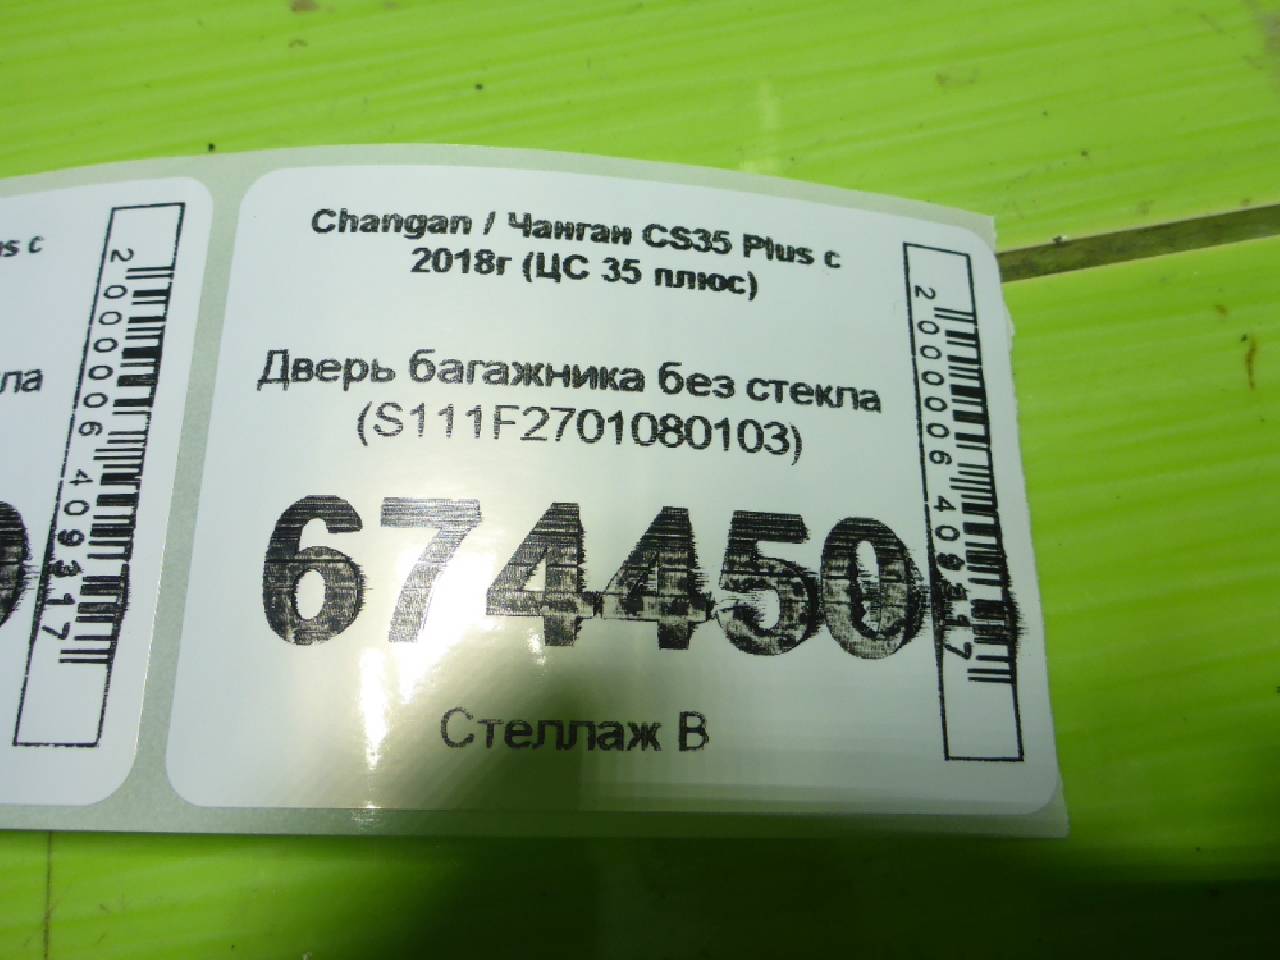 Changan / Чанган CS35 Plus с
2018г (ЦС 35 плюс)
Дверь багажника без стекла
(S111F2701080103)
674450
Стеллаж В
2000006409317
с
2000006409317